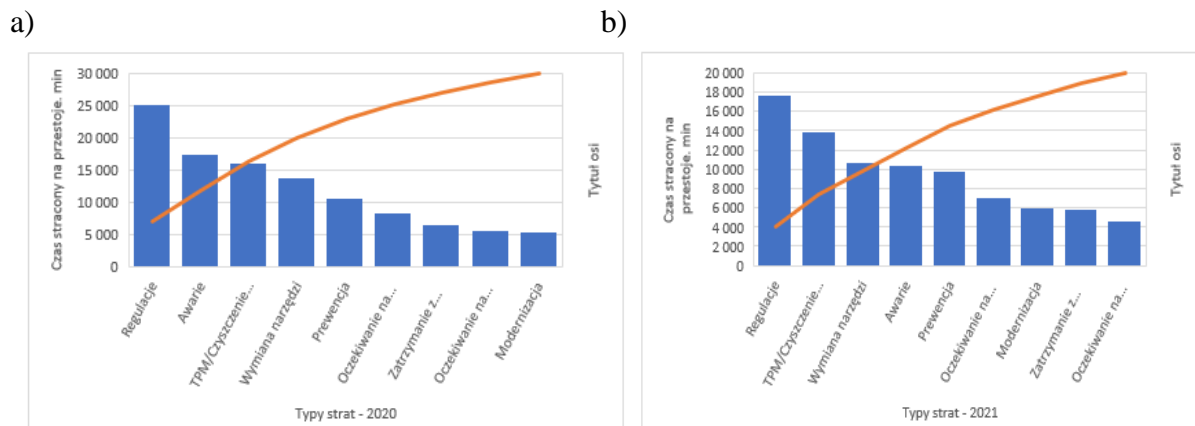 a)
b)
Czas stracony na przestoje. min
30 000
25 000
20 000
15 000
10 000
5 000
0
Regulacje
Awarie
TPM/Czyszczenie...
Wymiana narzędzi
Prewencja
Oczekiwanie na...
Zatrzymanie z...
Oczekiwanie na...
Modernizacja
Tytuł osi
Typy strat - 2020
Czas stracony na
przestoje. min
20 000
18 000
16 000
14 000
12 000
10 000
8 000
6 000
4 000
2 000
0
Regulacje
TPM/Czyszczenie...
Wymiana narzędzi
Awarie
Prewencja
Oczekiwanie na...
Modernizacja
Zatrzymanie z...
Oczekiwanie na...
Tytuł osi
Typy strat - 2021